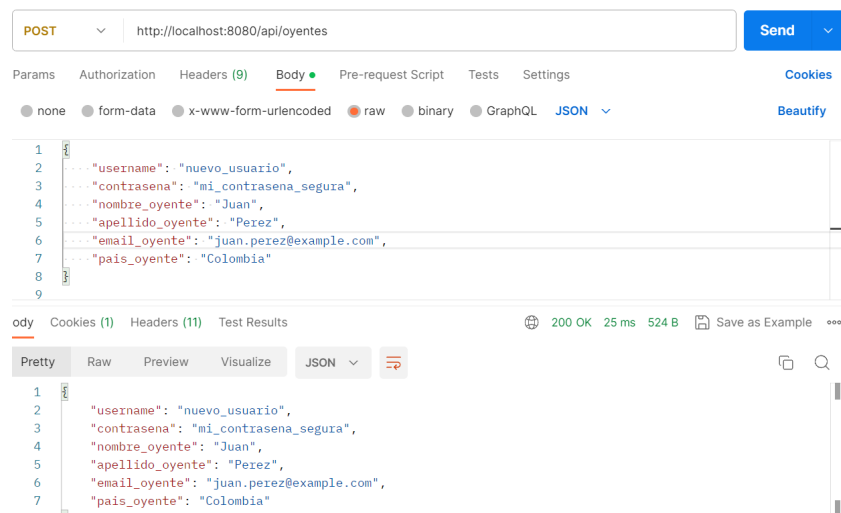 POST http://localhost:8080/api/oyentes Send
Params Authorization Headers (9) Body Pre-request Script Tests Settings Cookies
none form-data x-www-form-urlencoded raw binary GraphQL JSON Beautify
1 {
2 "username": "nuevo_usuario",
3 "contrasena": "mi_contrasena_segura",
4 "nombre_oyente": "Juan",
5 "apellido_oyente": "Perez",
6 "email_oyente": "juan.perez@example.com",
7 "pais_oyente": "Colombia"
8 }
9
ody Cookies (1) Headers (11) Test Results 200 OK 25 ms 524 B Save as Example
Pretty Raw Preview Visualize JSON
1 {
2 "username": "nuevo_usuario",
3 "contrasena": "mi_contrasena_segura",
4 "nombre_oyente": "Juan",
5 "apellido_oyente": "Perez",
6 "email_oyente": "juan.perez@example.com",
7 "pais_oyente": "Colombia"